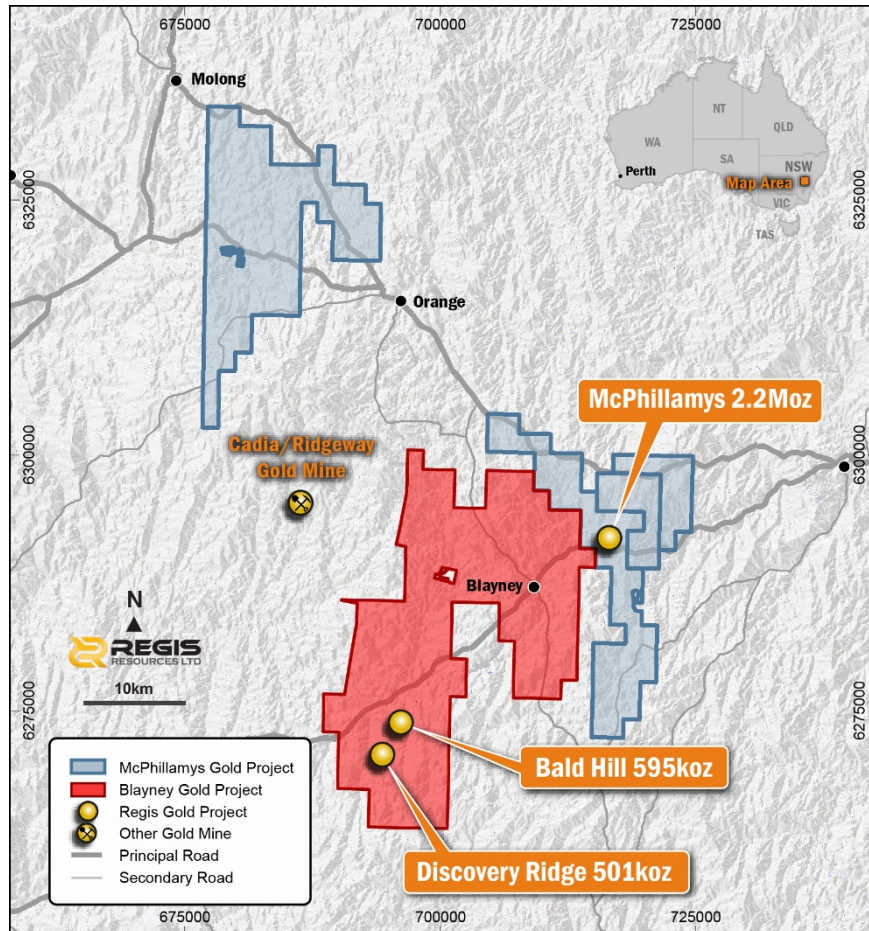 675000
700000
725000
Molong
NT
QLD
WA
SA
NSW
Perth
Map Area
VIC
TAS
6325000
6325000
Orange
McPhillamys 2.2Moz
6300000
6300000
Cadia/Ridgeway
Gold Mine
Blayney
N
REGIS
RESOURCES LTD
10km
6275000
6275000
Bald Hill 595koz
Discovery Ridge 501koz
McPhillamys Gold Project
Blayney Gold Project
Regis Gold Project
Other Gold Mine
Principal Road
Secondary Road
675000
700000
725000